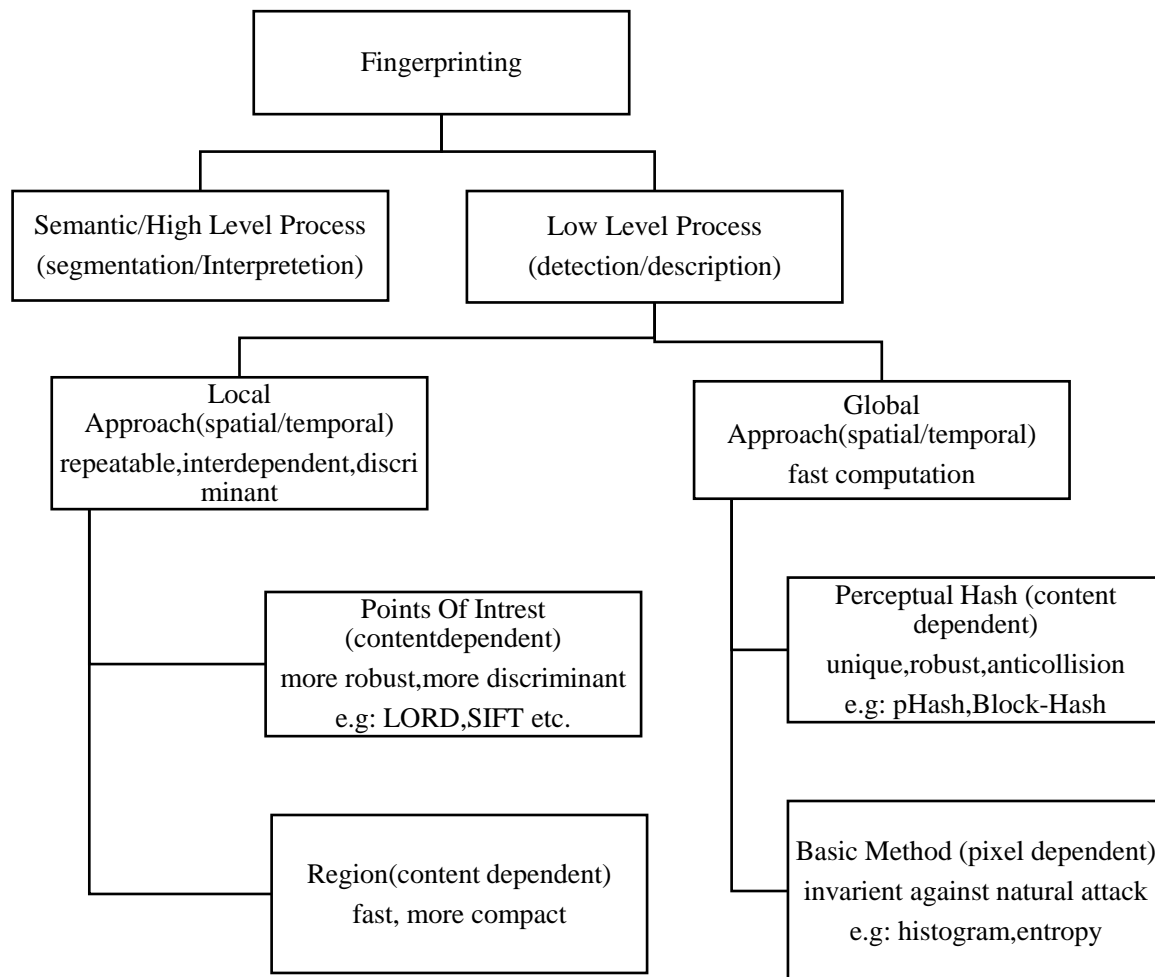 Fingerprinting
Semantic/High Level Process
(segmentation/Interpretetion)
Low Level Process
(detection/description)
Local
Approach(spatial/temporal)
repeatable,interdependent,discri
minant
Global
Approach(spatial/temporal)
fast computation
Points Of Intrest
(contentdependent)
more robust,more discriminant
e.g: LORD,SIFT etc.
Perceptual Hash (content
dependent)
unique,robust,anticollision
e.g: pHash,Block-Hash
Region(content dependent)
fast, more compact
Basic Method (pixel dependent)
invarient against natural attack
e.g: histogram,entropy